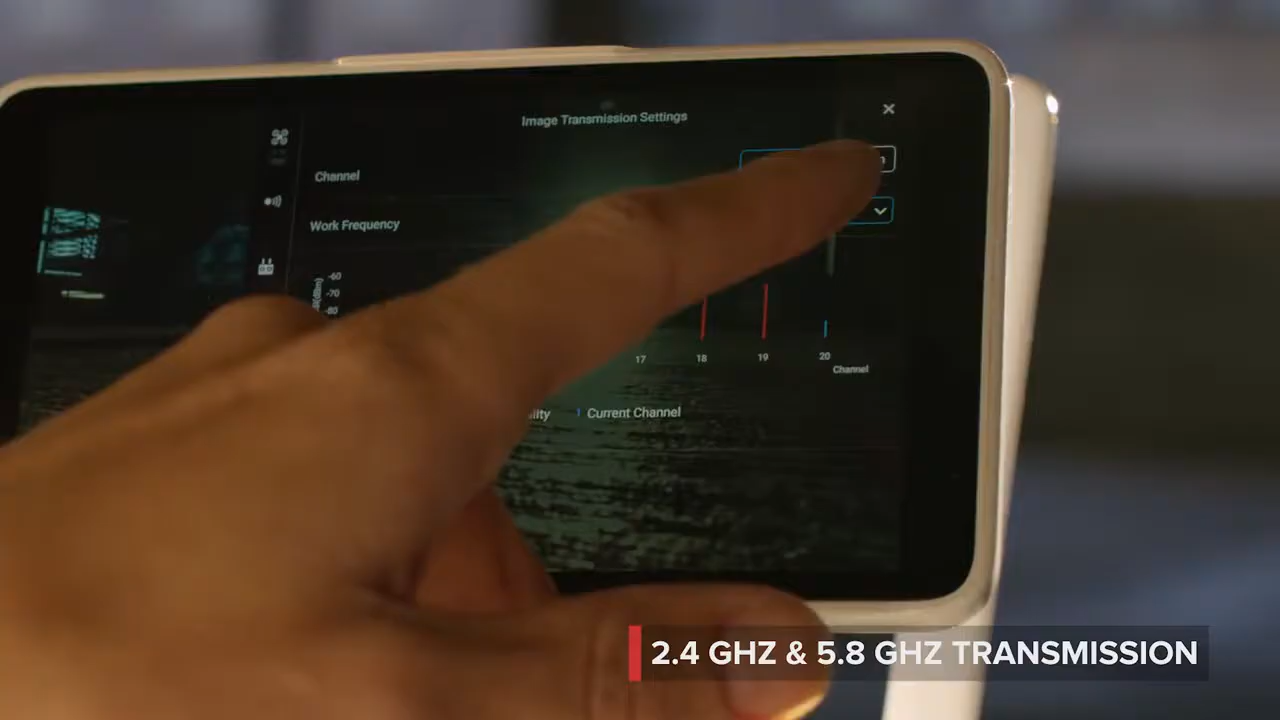 Image Transmission Settings
Channel
Work Frequency
-60
-70
-80
17 18 19 20
Channel
Current Channel
2.4 GHZ & 5.8 GHZ TRANSMISSION